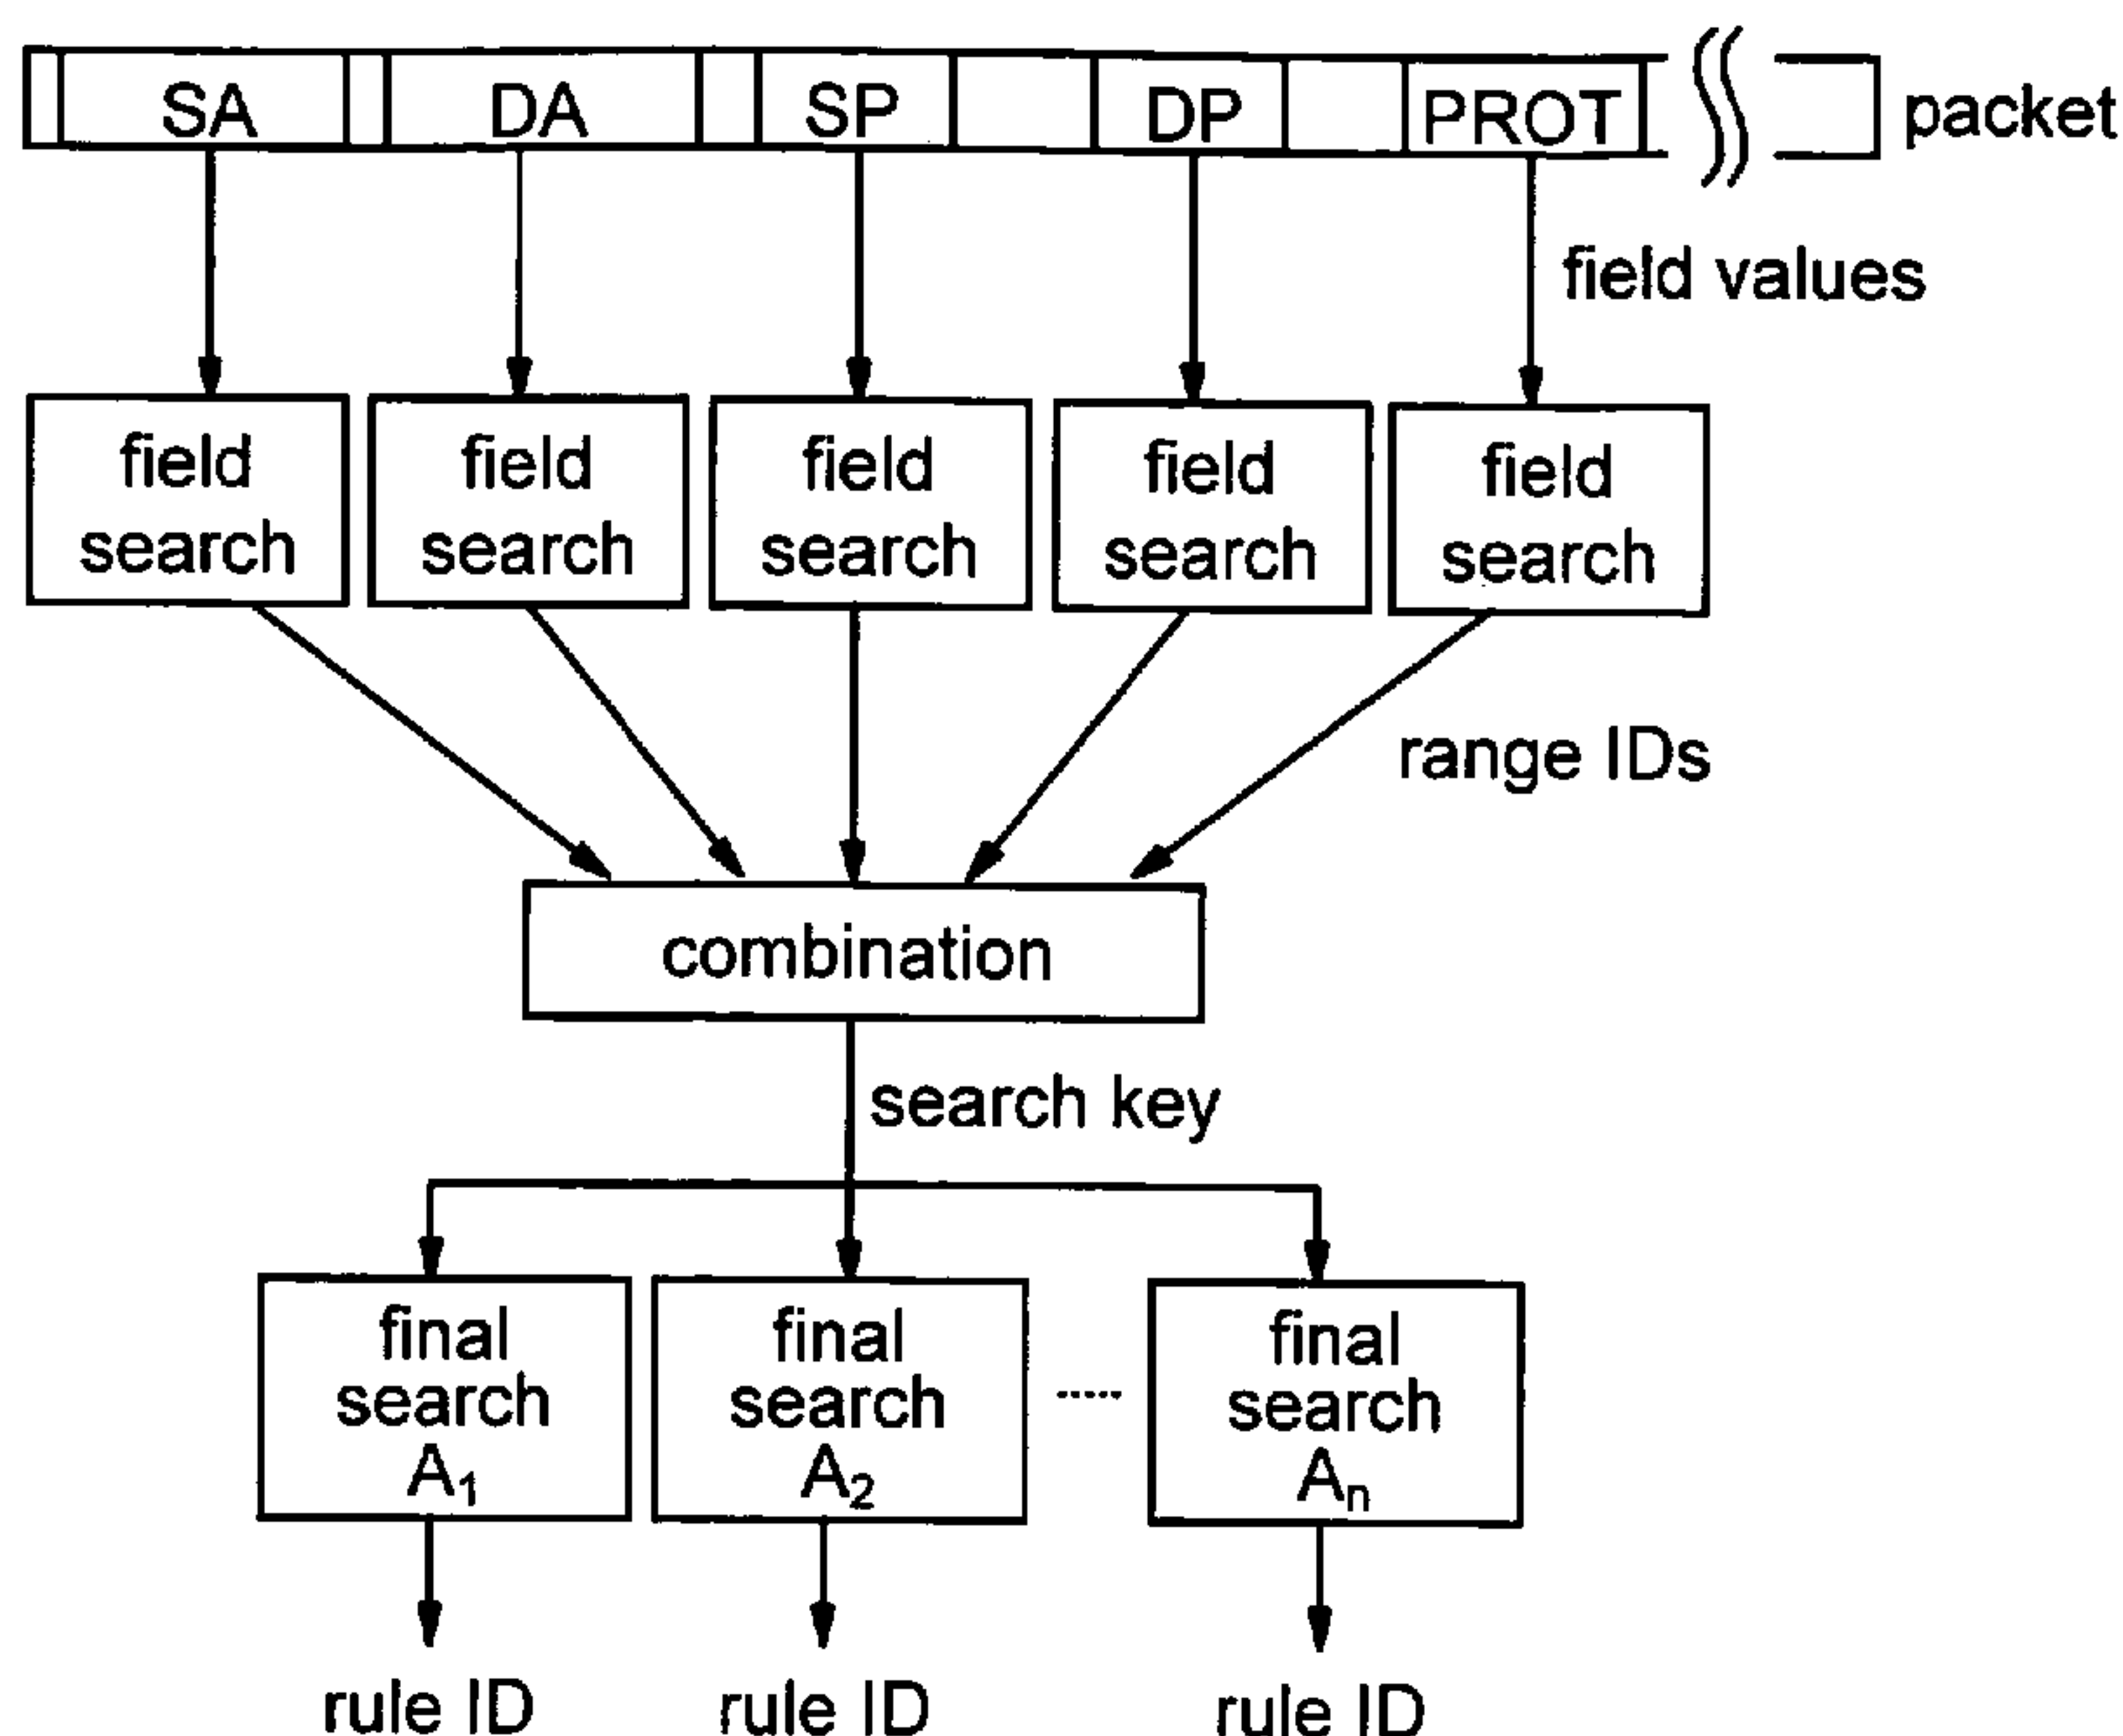 SA DA SP DP PROT packet
field values
field search
field search
field search
field search
field search
range IDs
combination
search key
final search A1
final search A2
.....
final search An
rule ID
rule ID
rule ID